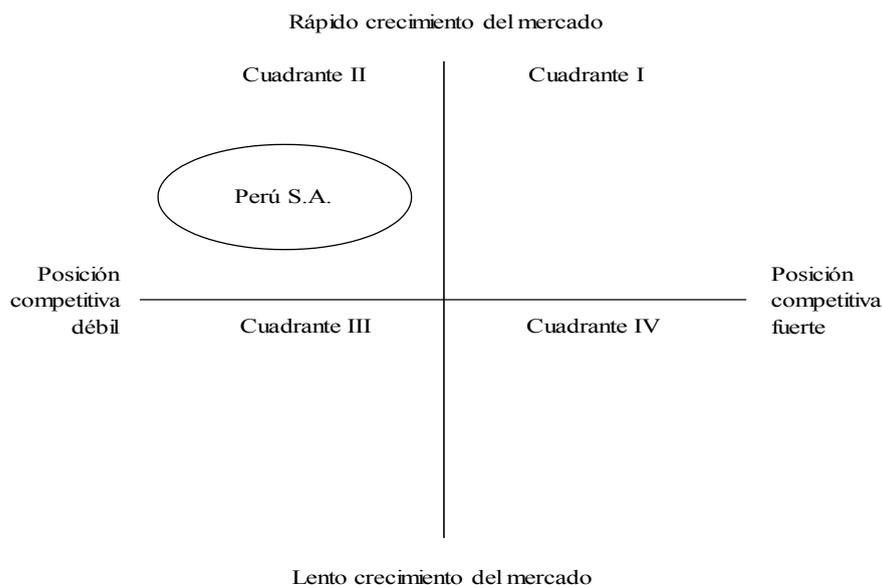 Rápido crecimiento del mercado
Cuadrante II
Cuadrante I
Perú S.A.
Posición
competitiva
débil
Posición
competitiva
fuerte
Cuadrante III
Cuadrante IV
Lento crecimiento del mercado